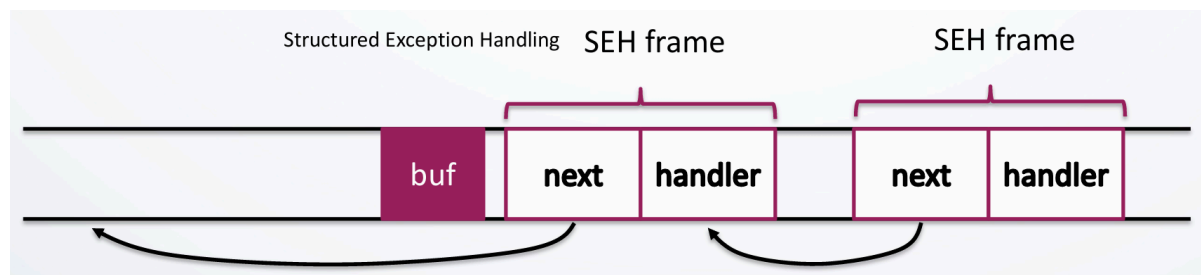 Structured Exception Handling
SEH frame
SEH frame
buf
next
handler
next
handler